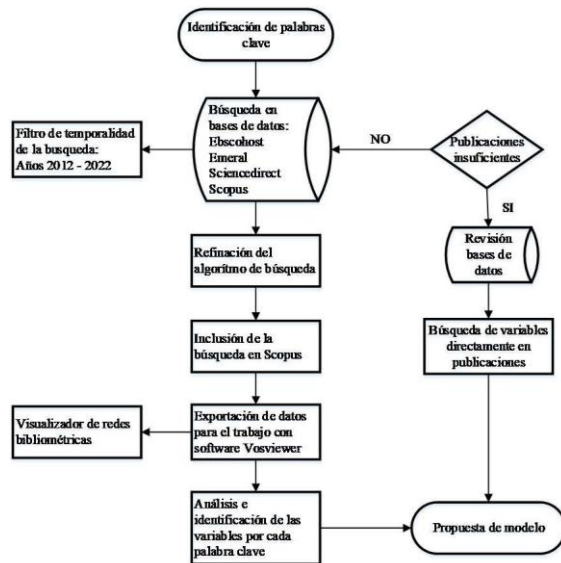 Identificación de palabras
clave
Filtro de temporalidad
de la busqueda:
Años 2012 - 2022
Búsqueda en
bases de datos:
Ebscohost
Emeral
Sciencedirect
Scopus
NO
Publicaciones
insuficientes
SI
Revisión
bases de
datos
Refinación del
algoritmo de búsqueda
Inclusión de la
búsqueda en Scopus
Búsqueda de variables
directamente en
publicaciones
Visualizador de redes
bibliométricas
Exportación de datos
para el trabajo con
software Vosviewer
Análisis e
identificación de las
variables por cada
palabra clave
Propuesta de modelo